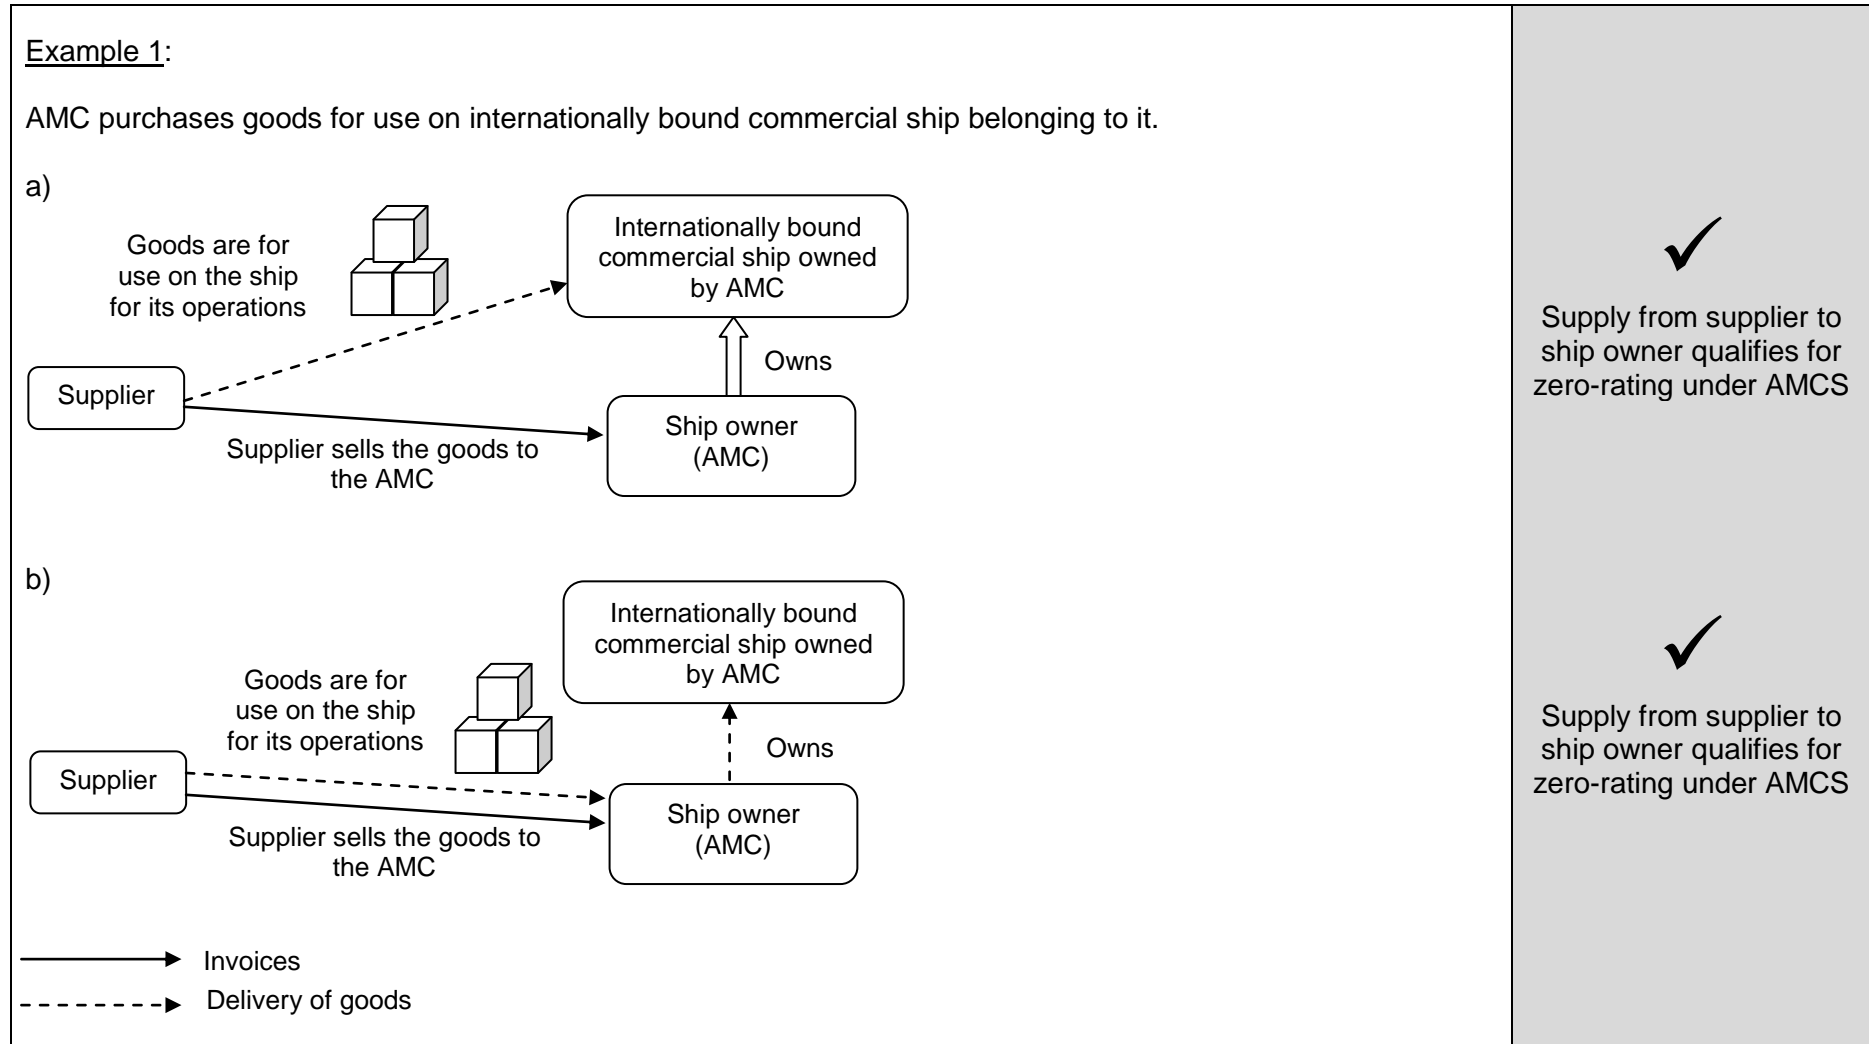 Example 1:
AMC purchases goods for use on internationally bound commercial ship belonging to it.
a)
Goods are for
use on the ship
for its operations
Internationally bound
commercial ship owned
by AMC
Owns
Supplier
Ship owner
(AMC)
Supplier sells the goods to
the AMC
✓
Supply from supplier to
ship owner qualifies for
zero-rating under AMCS
b)
Goods are for
use on the ship
for its operations
Internationally bound
commercial ship owned
by AMC
Owns
Supplier
Ship owner
(AMC)
Supplier sells the goods to
the AMC
✓
Supply from supplier to
ship owner qualifies for
zero-rating under AMCS
Invoices
Delivery of goods